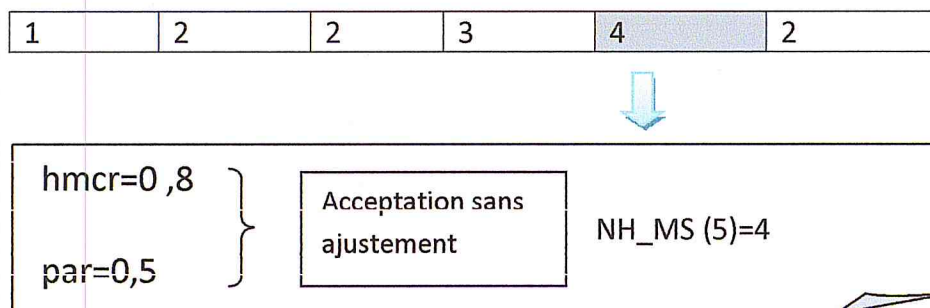 1 2 2 3 4 2
hmcr=0 ,8
Acceptation sans
ajustement
NH_MS (5)=4
par=0,5